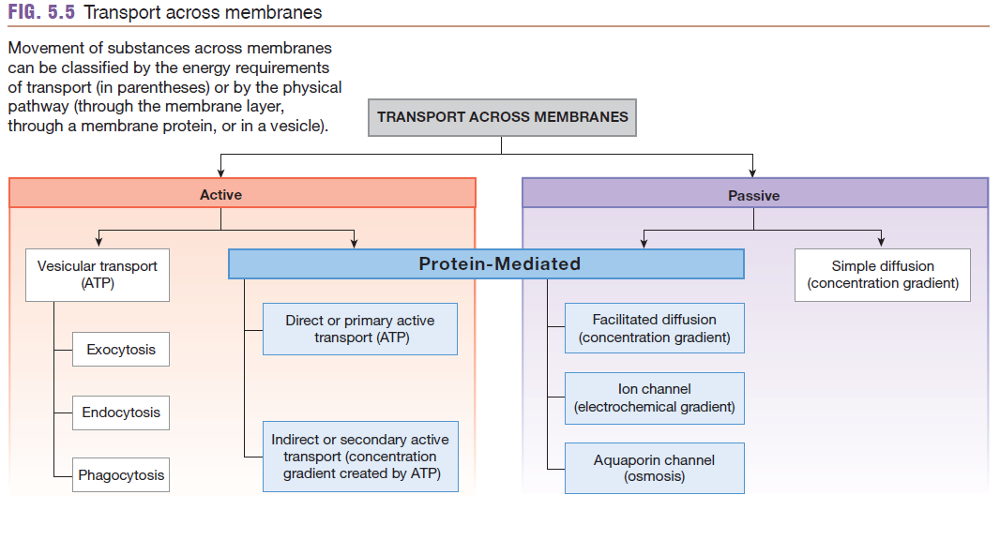 FIG. 5.5 Transport across membranes
Movement of substances across membranes
can be classified by the energy requirements
of transport (in parentheses) or by the physical
pathway (through the membrane layer,
through a membrane protein, or in a vesicle).
TRANSPORT ACROSS MEMBRANES
Active
Passive
Vesicular transport
(ATP)
Exocytosis
Endocytosis
Phagocytosis
Protein-Mediated
Direct or primary active
transport (ATP)
Indirect or secondary active
transport (concentration
gradient created by ATP)
Facilitated diffusion
(concentration gradient)
Ion channel
(electrochemical gradient)
Aquaporin channel
(osmosis)
Simple diffusion
(concentration gradient)